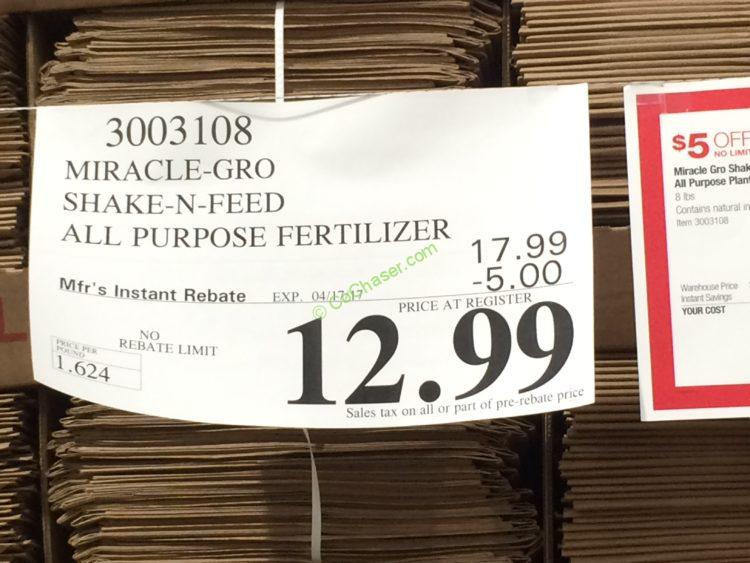 3003108
MIRACLE-GRO
SHAKE-N-FEED
ALL PURPOSE FERTILIZER
17.99
Mfr's Instant Rebate EXP. 04/17/17 -5.00
PRICE AT REGISTER
NO
REBATE LIMIT
12.99
PRICE PER
POUND
1.624
Sales tax on all or part of pre-rebate price
© CoChaser.com
$5 OFF
NO LIMIT
Miracle Gro Shak
All Purpose Plan
8 lbs
Contains natural in
Item 3003108
Warehouse Price
Instant Savings
YOUR COST